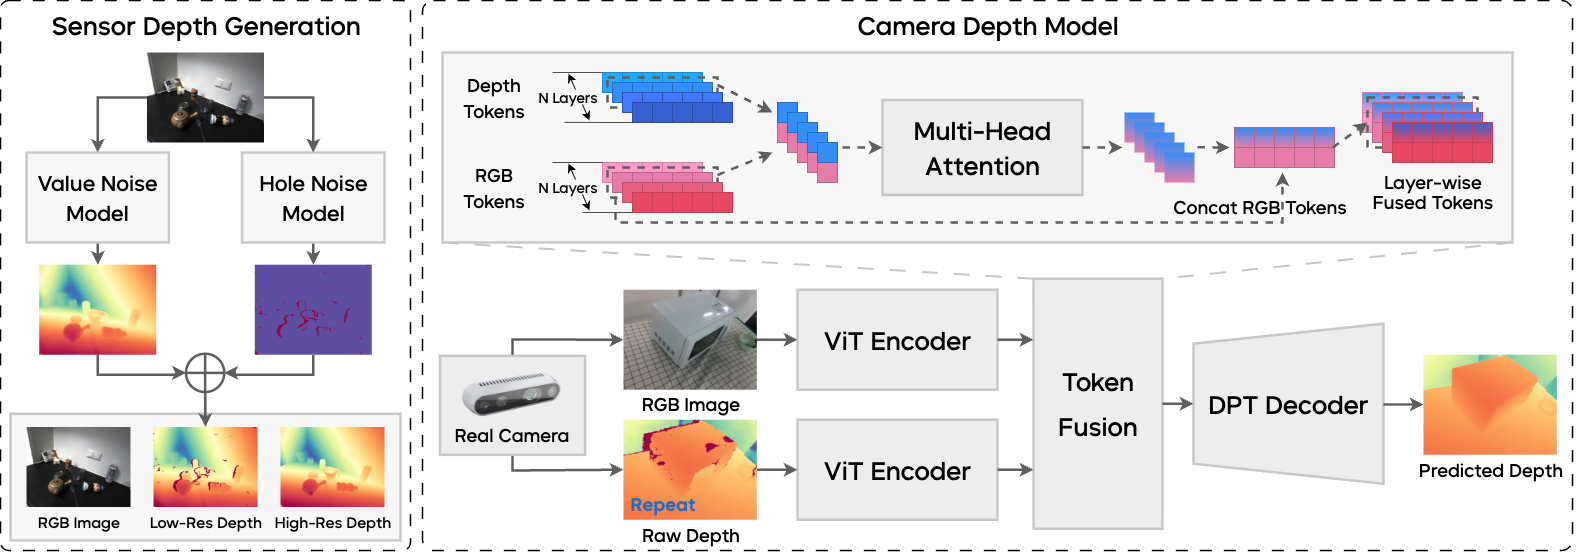 Sensor Depth Generation
Value Noise
Model
Hole Noise
Model
RGB Image
Low-Res Depth
High-Res Depth
Camera Depth Model
Depth
Tokens
N Layers
RGB
Tokens
N Layers
Multi-Head
Attention
Concat RGB Tokens
Layer-wise
Fused Tokens
Real Camera
RGB Image
Repeat
Raw Depth
ViT Encoder
ViT Encoder
Token
Fusion
DPT Decoder
Predicted Depth